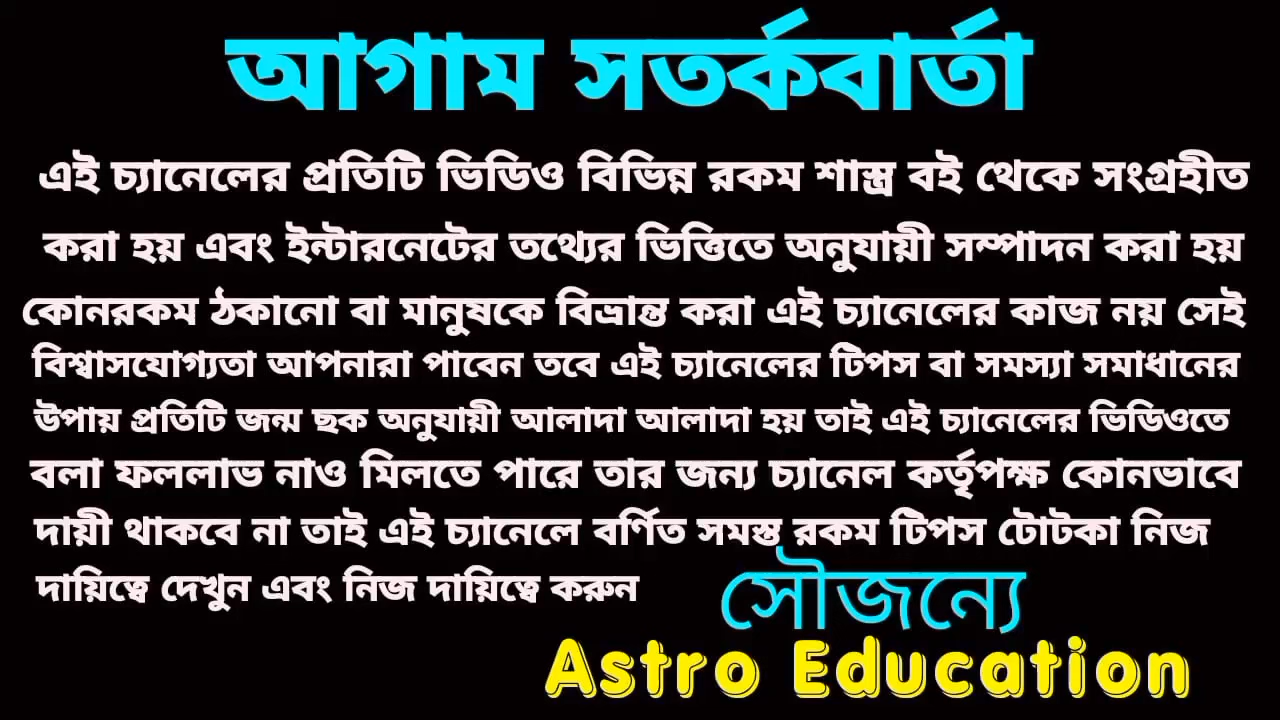 আগাম সতর্কবার্তা
এই চ্যানেলের প্রতিটি ভিডিও বিভিন্ন রকম শাস্ত্র বই থেকে সংগ্রহীত
করা হয় এবং ইন্টারনেটের তথ্যের ভিত্তিতে অনুযায়ী সম্পাদন করা হয়
কোনরকম ঠকানো বা মানুষকে বিভ্রান্ত করা এই চ্যানেলের কাজ নয় সেই
বিশ্বাসযোগ্যতা আপনারা পাবেন তবে এই চ্যানেলের টিপস বা সমস্যা সমাধানের
উপায় প্রতিটি জন্ম ছক অনুযায়ী আলাদা আলাদা হয় তাই এই চ্যানেলের ভিডিওতে
বলা ফললাভ নাও মিলতে পারে তার জন্য চ্যানেল কর্তৃপক্ষ কোনভাবে
দায়ী থাকবে না তাই এই চ্যানেলে বর্ণিত সমস্ত রকম টিপস টোটকা নিজ
দায়িত্বে দেখুন এবং নিজ দায়িত্বে করুন
সৌজন্যে
Astro Education